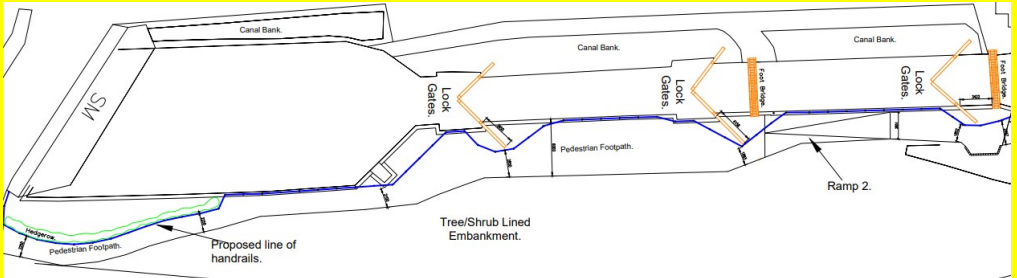 Canal Bank.
Canal Bank.
Canal Bank.
SM
Lock
Gates.
Lock
Gates.
Foot Bridge.
Lock
Gates.
Foot Bridge.
Pedestrian Footpath.
Ramp 2.
Tree/Shrub Lined
Embankment.
Hedgerow.
Pedestrian Footpath.
Proposed line of
handrails.